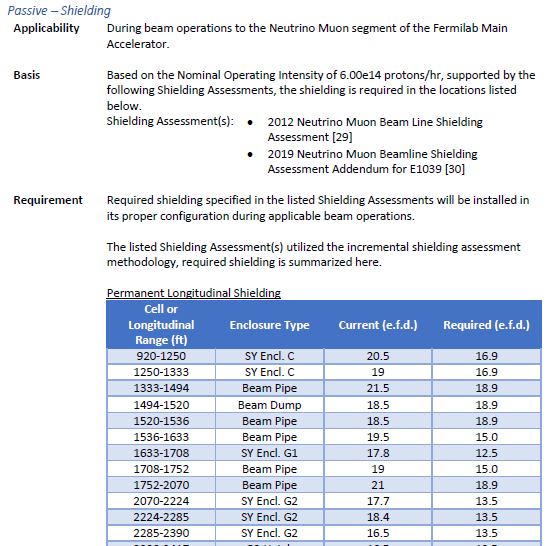 Passive – Shielding
Applicability During beam operations to the Neutrino Muon segment of the Fermilab Main
Accelerator.
Basis Based on the Nominal Operating Intensity of 6.00e14 protons/hr, supported by the
following Shielding Assessments, the shielding is required in the locations listed
below.
Shielding Assessment(s): • 2012 Neutrino Muon Beam Line Shielding
Assessment [29]
• 2019 Neutrino Muon Beamline Shielding
Assessment Addendum for E1039 [30]
Requirement Required shielding specified in the listed Shielding Assessments will be installed in
its proper configuration during applicable beam operations.
The listed Shielding Assessment(s) utilized the incremental shielding assessment
methodology, required shielding is summarized here.
Permanent Longitudinal Shielding
Cell or
Longitudinal Enclosure Type Current (e.f.d.) Required (e.f.d.)
Range (ft)
920-1250 SY Encl. C 20.5 16.9
1250-1333 SY Encl. C 19 16.9
1333-1494 Beam Pipe 21.5 18.9
1494-1520 Beam Dump 18.5 18.9
1520-1536 Beam Pipe 18.5 18.9
1536-1633 Beam Pipe 19.5 15.0
1633-1708 SY Encl. G1 17.8 12.5
1708-1752 Beam Pipe 19 15.0
1752-2070 Beam Pipe 21 18.9
2070-2224 SY Encl. G2 17.7 13.5
2224-2285 SY Encl. G2 18.4 13.5
2285-2390 SY Encl. G2 16.5 13.5